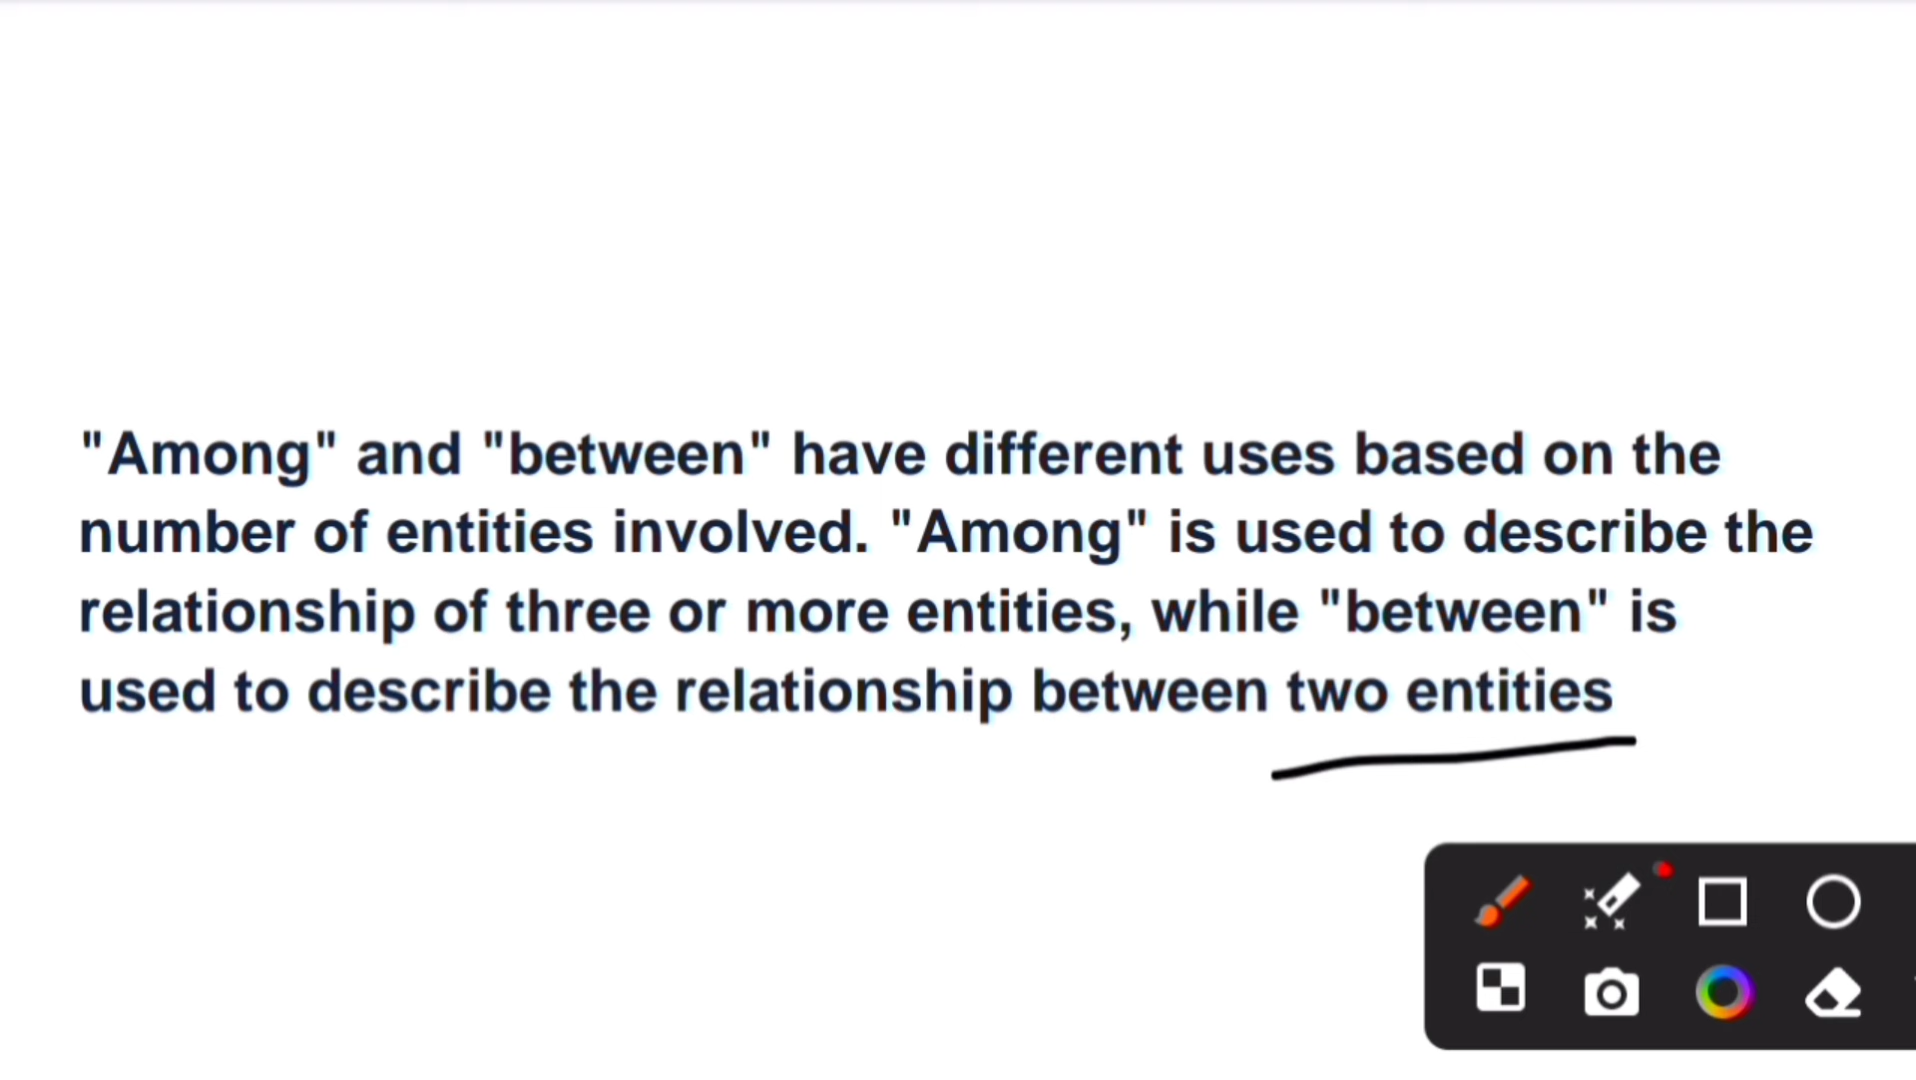 "Among" and "between" have different uses based on the
number of entities involved. "Among" is used to describe the
relationship of three or more entities, while "between" is
used to describe the relationship between two entities